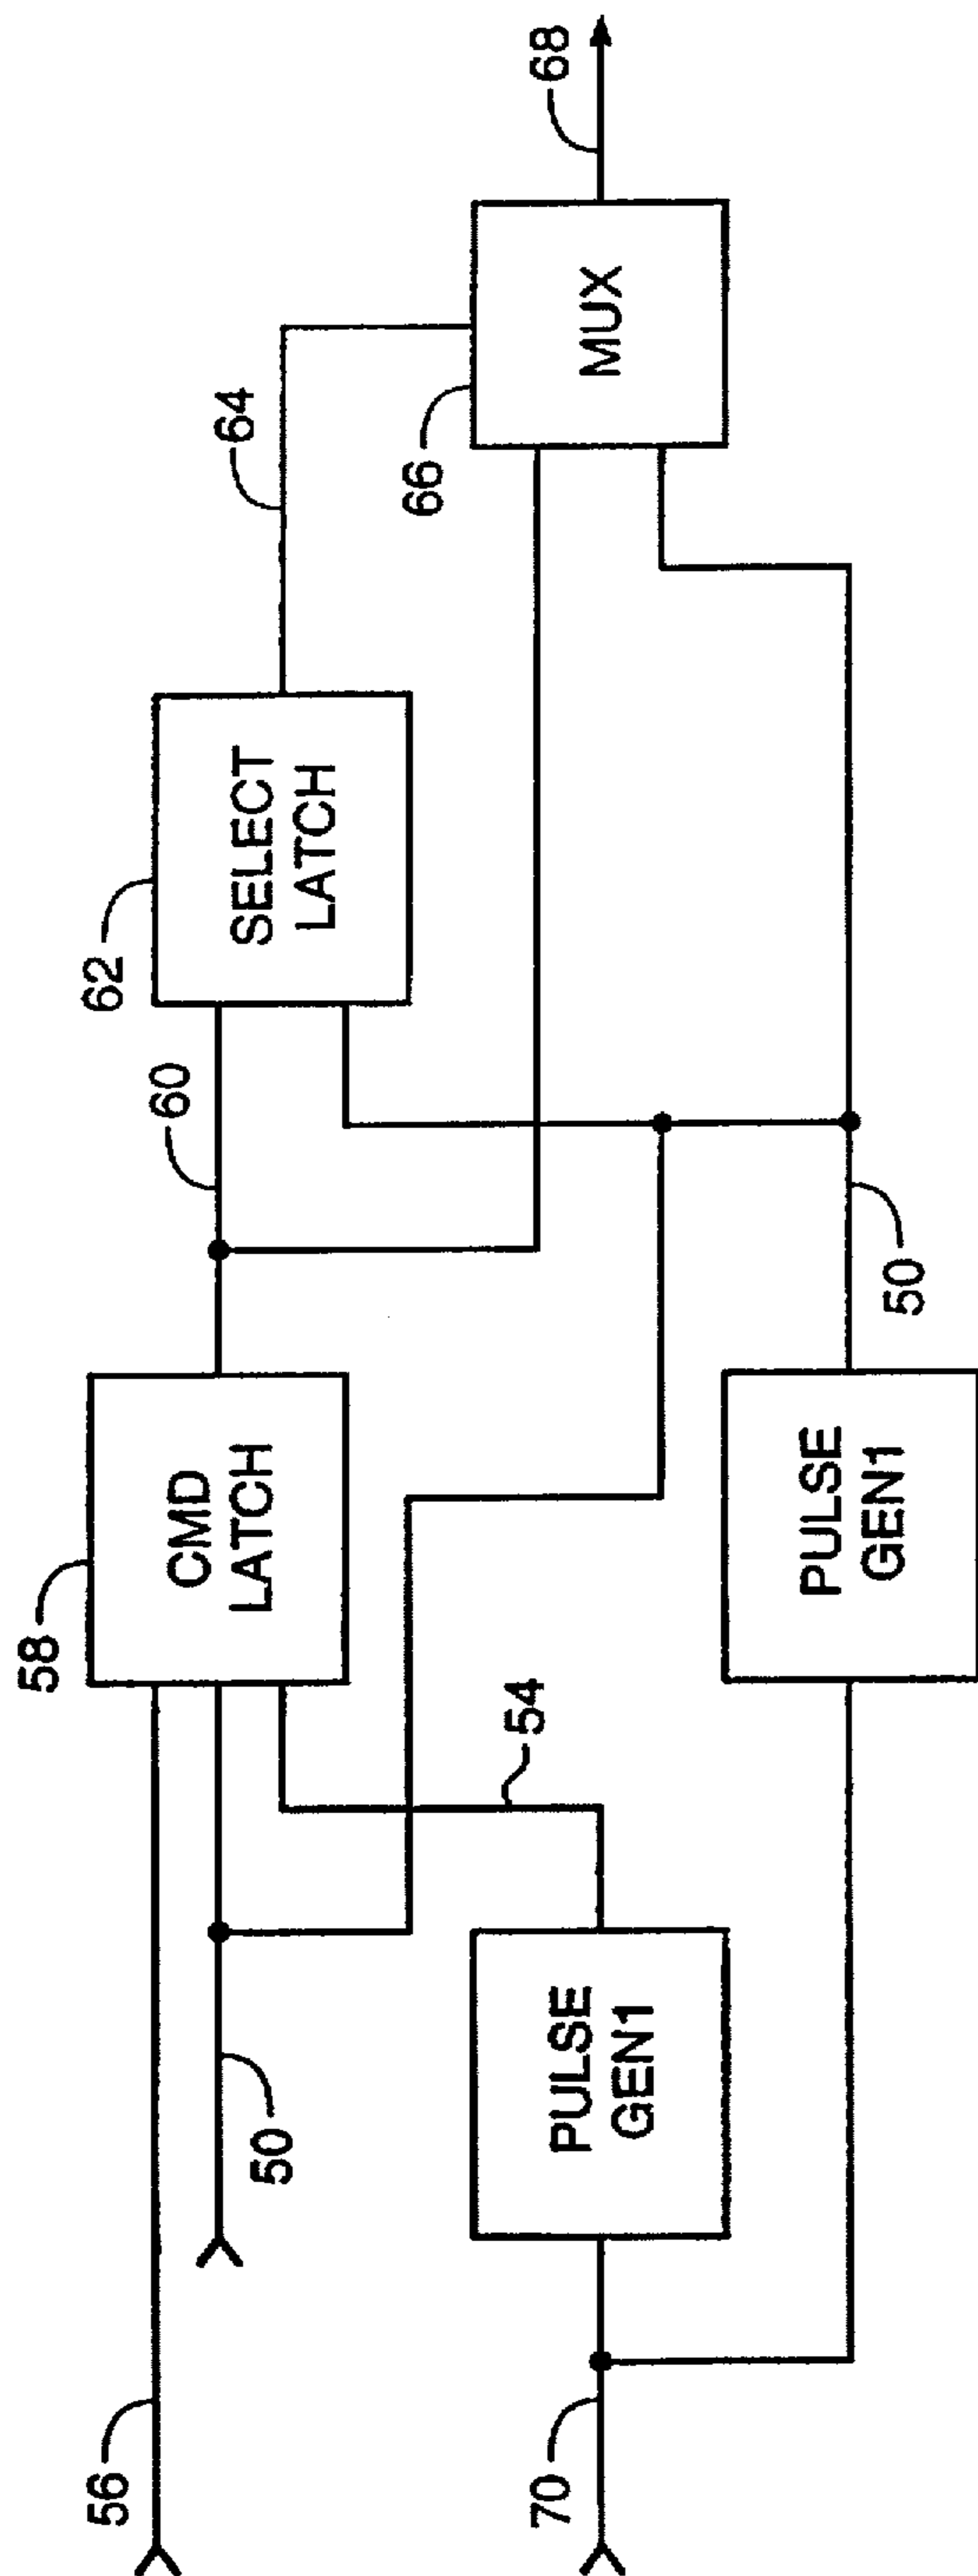 56
50
70
58
CMD
LATCH
54
PULSE
GEN1
PULSE
GEN1
50
60
62
SELECT
LATCH
64
66
MUX
68